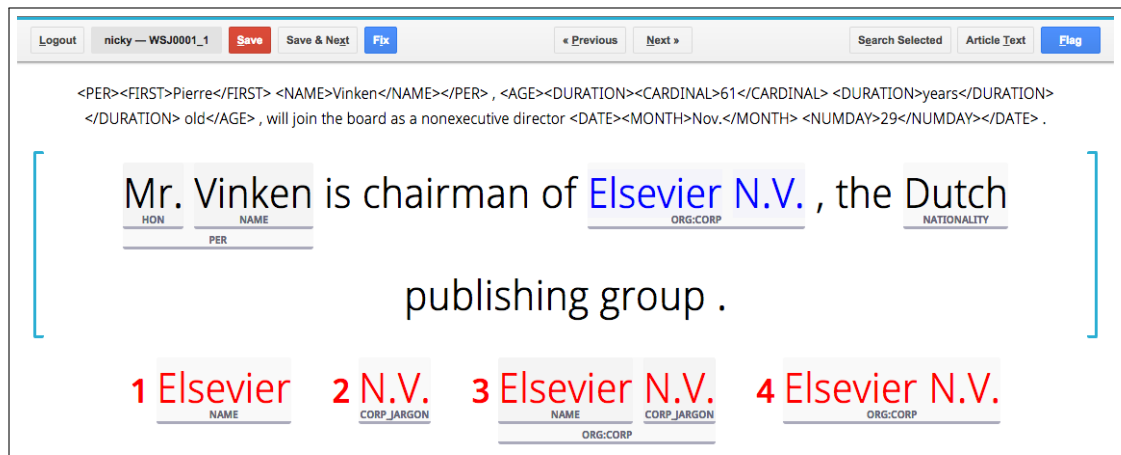 Logout nicky — WSJ0001_1 Save Save & Next Fix « Previous Next » Search Selected Article Text Flag
<PER><FIRST>Pierre</FIRST> <NAME>Vinken</NAME></PER> , <AGE><DURATION><CARDINAL>61</CARDINAL> <DURATION>years</DURATION>
</DURATION> old</AGE> , will join the board as a nonexecutive director <DATE><MONTH>Nov.</MONTH> <NUMDAY>29</NUMDAY></DATE> .
Mr. Vinken is chairman of Elsevier N.V. , the Dutch
HON NAME ORG:CORP NATIONALITY
PER
publishing group .
1 Elsevier 2 N.V. 3 Elsevier N.V. 4 Elsevier N.V.
NAME CORP_JARGON NAME CORP_JARGON ORG:CORP
ORG:CORP